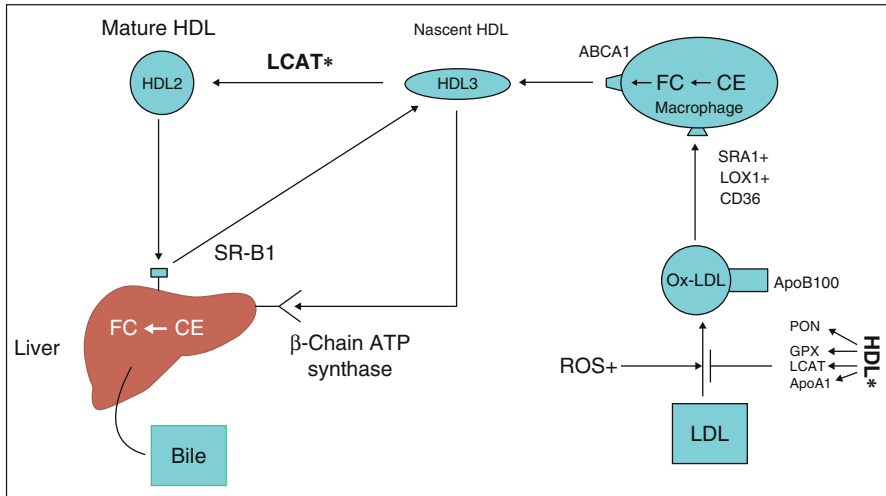 Mature HDL
HDL2
LCAT*
Nascent HDL
HDL3
ABCA1
FC ← CE
Macrophage
SRA1+
LOX1+
CD36
SR-B1
Ox-LDL
ApoB100
Liver
FC ← CE
β-Chain ATP
synthase
ROS+
PON
GPX
LCAT
ApoA1
HDL*
LDL
Bile